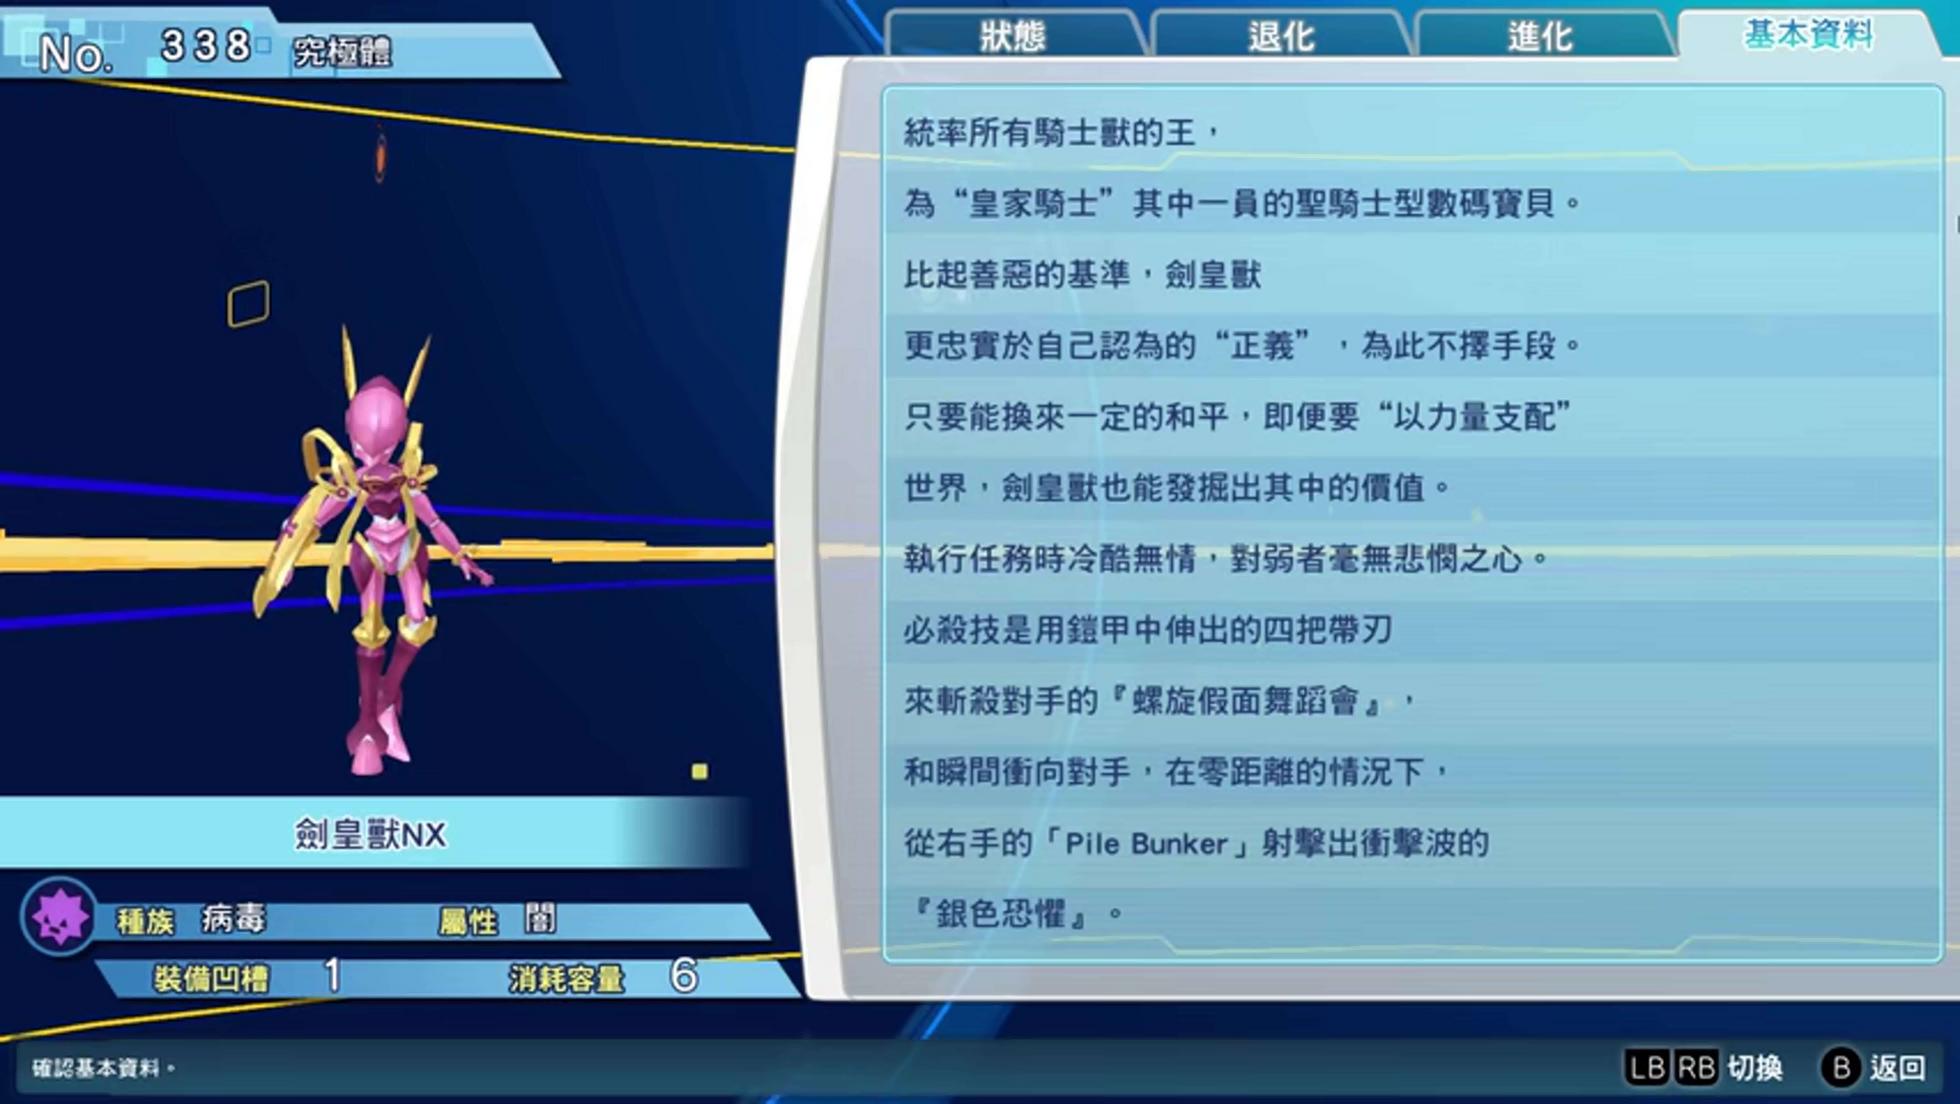 No. 338 究極體
狀態 退化 進化 基本資料
統率所有騎士獸的王，
為“皇家騎士”其中一員的聖騎士型數碼寶貝。
比起善惡的基準，劍皇獸
更忠實於自己認為的“正義”，為此不擇手段。
只要能換來一定的和平，即便要“以力量支配”
世界，劍皇獸也能發掘出其中的價值。
執行任務時冷酷無情，對弱者毫無悲憫之心。
必殺技是用鎧甲中伸出的四把帶刃
來斬殺對手的『螺旋假面舞蹈會』，
和瞬間衝向對手，在零距離的情況下，
從右手的「Pile Bunker」射擊出衝擊波的
『銀色恐懼』。
劍皇獸NX
種族 病毒 屬性 闇
裝備凹槽 1 消耗容量 6
確認基本資料。
LB RB 切換 B 返回